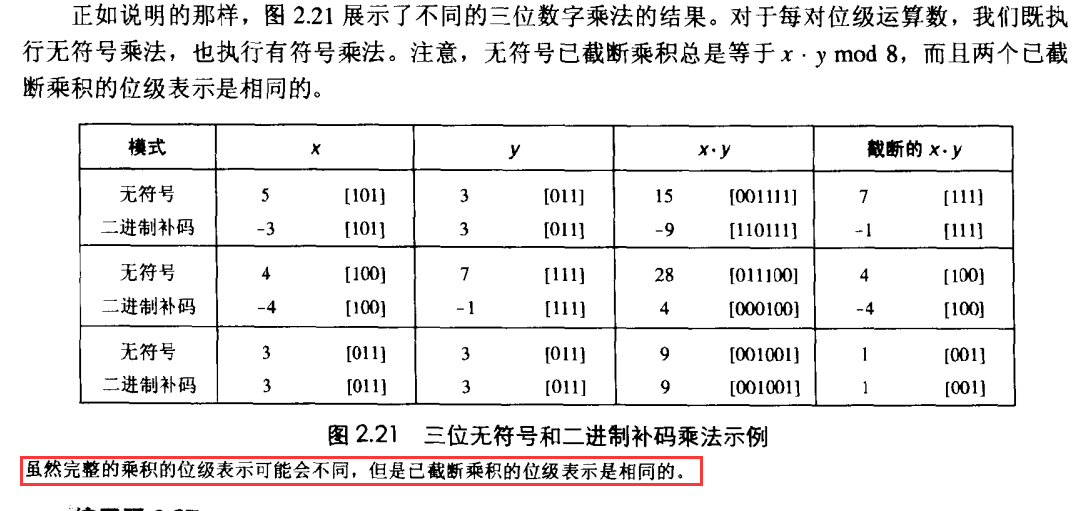 正如说明的那样，图 2.21 展示了不同的三位数字乘法的结果。对于每对位级运算数，我们既执
行无符号乘法，也执行有符号乘法。注意，无符号已截断乘积总是等于 x · y mod 8，而且两个已截
断乘积的位级表示是相同的。
模式 x y x·y 截断的 x·y
无符号 5 [101] 3 [011] 15 [001111] 7 [111]
二进制补码 -3 [101] 3 [011] -9 [110111] -1 [111]
无符号 4 [100] 7 [111] 28 [011100] 4 [100]
二进制补码 -4 [100] -1 [111] 4 [000100] -4 [100]
无符号 3 [011] 3 [011] 9 [001001] 1 [001]
二进制补码 3 [011] 3 [011] 9 [001001] 1 [001]
图 2.21 三位无符号和二进制补码乘法示例
虽然完整的乘积的位级表示可能会不同，但是已截断乘积的位级表示是相同的。